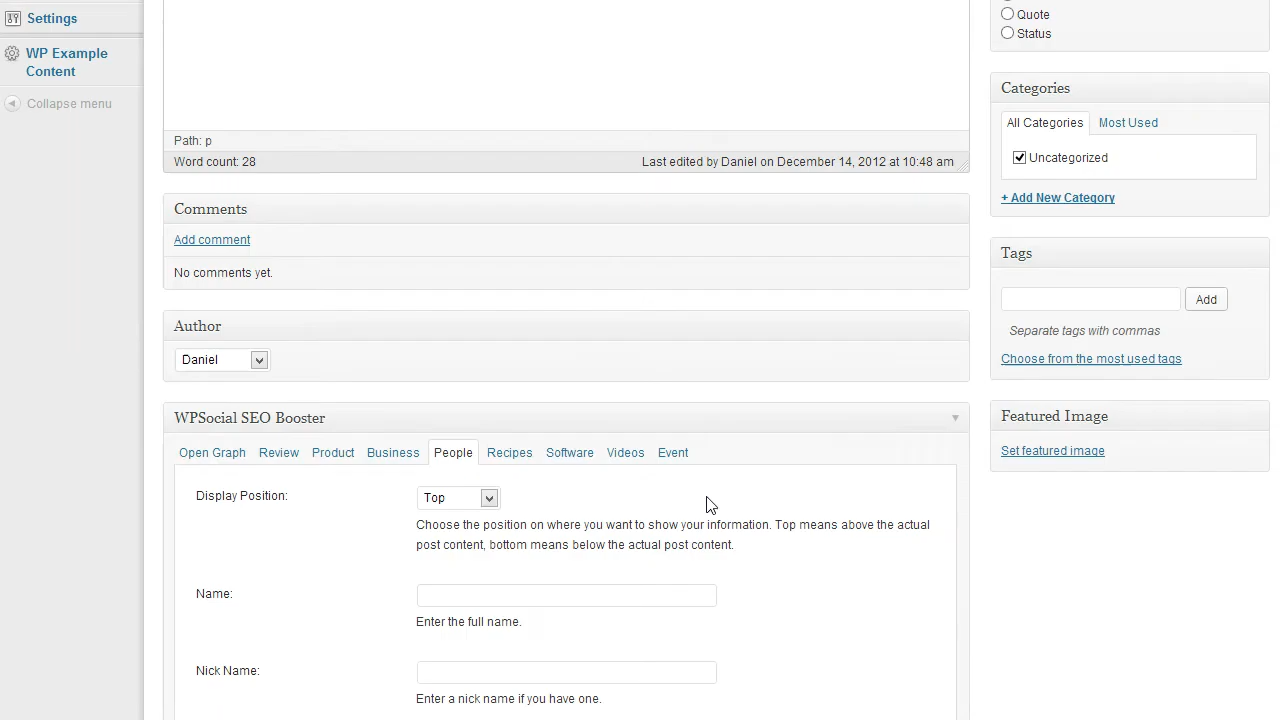 Settings
WP Example
Content
Collapse menu
Path: p
Word count: 28
Last edited by Daniel on December 14, 2012 at 10:48 am
Comments
Add comment
No comments yet.
Author
Daniel
WPSocial SEO Booster
Open Graph Review Product Business People Recipes Software Videos Event
Display Position:
Top
Choose the position on where you want to show your information. Top means above the actual
post content, bottom means below the actual post content.
Name:
Enter the full name.
Nick Name:
Enter a nick name if you have one.
Quote
Status
Categories
All Categories Most Used
Uncategorized
+ Add New Category
Tags
Add
Separate tags with commas
Choose from the most used tags
Featured Image
Set featured image